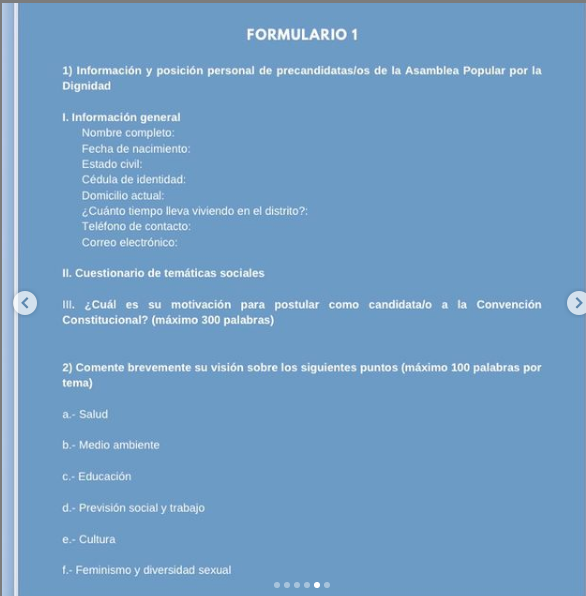 FORMULARIO 1
1) Información y posición personal de precandidatas/os de la Asamblea Popular por la
Dignidad
I. Información general
Nombre completo:
Fecha de nacimiento:
Estado civil:
Cédula de identidad:
Domicilio actual:
¿Cuánto tiempo lleva viviendo en el distrito?:
Teléfono de contacto:
Correo electrónico:
II. Cuestionario de temáticas sociales
III. ¿Cuál es su motivación para postular como candidata/o a la Convención
Constitucional? (máximo 300 palabras)
2) Comente brevemente su visión sobre los siguientes puntos (máximo 100 palabras por
tema)
a.- Salud
b.- Medio ambiente
c.- Educación
d.- Previsión social y trabajo
e.- Cultura
f.- Feminismo y diversidad sexual